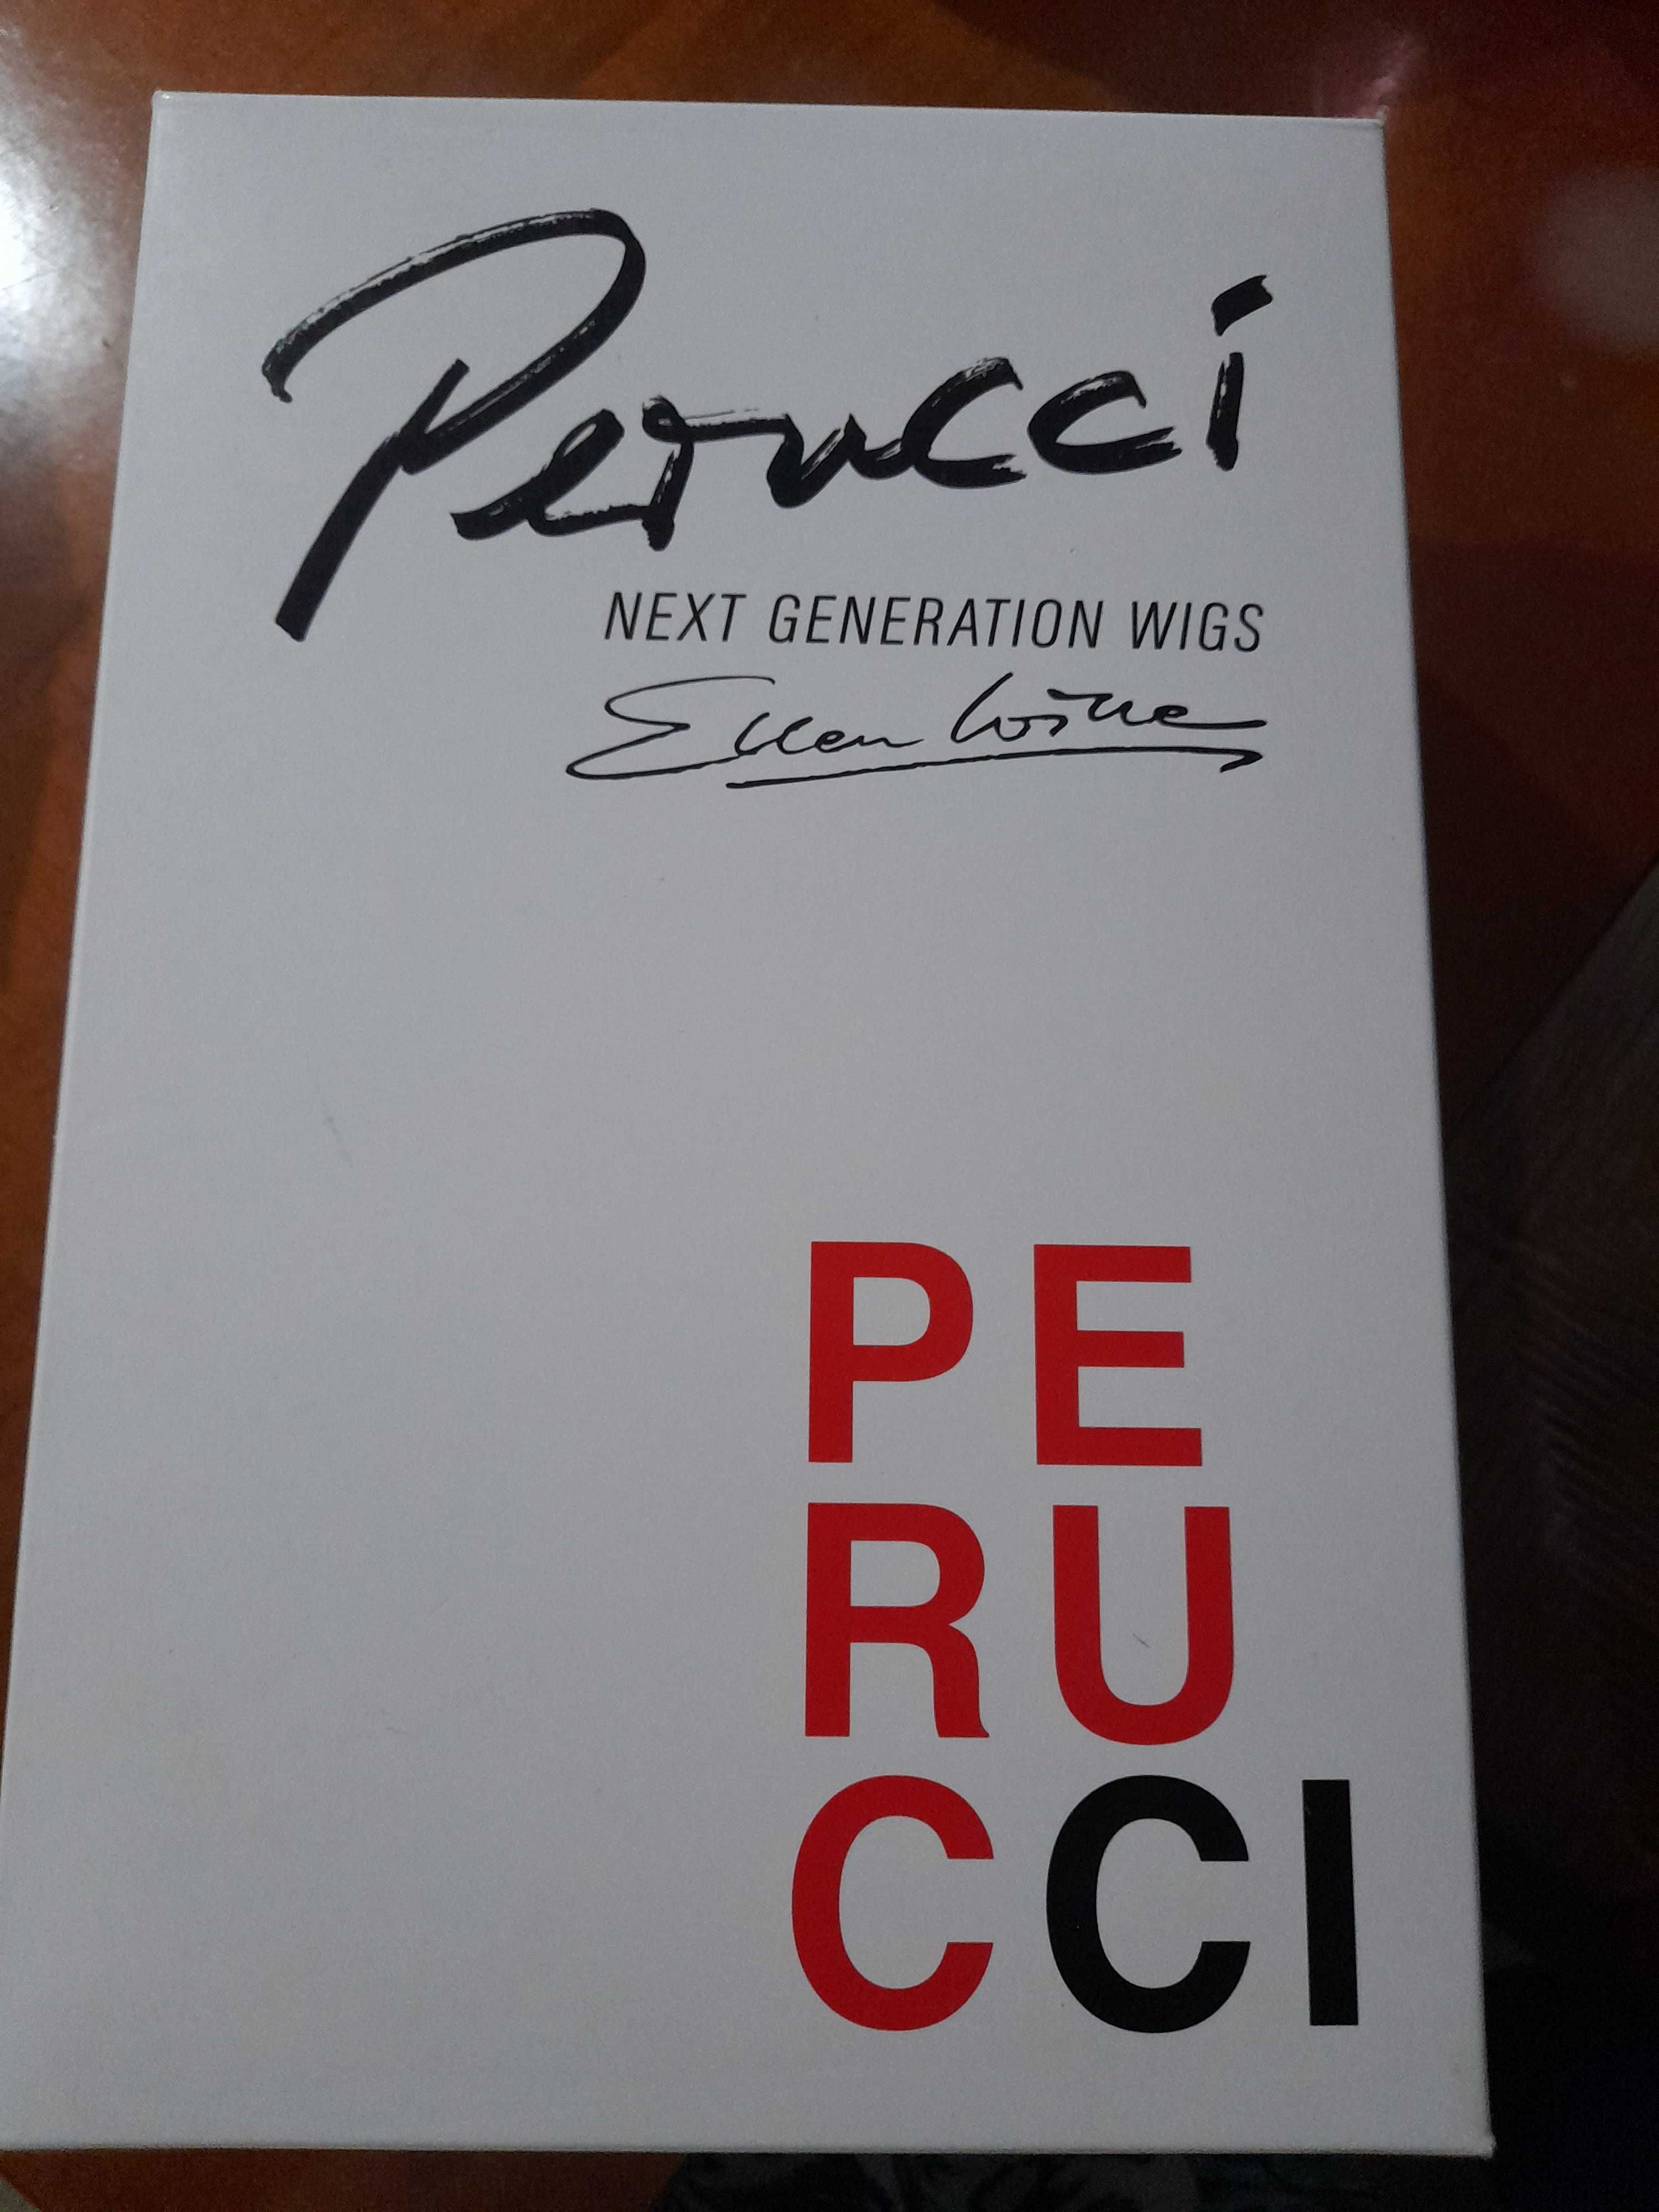 Perucci
NEXT GENERATION WIGS
Ellen Wille
PE
RU
CCI